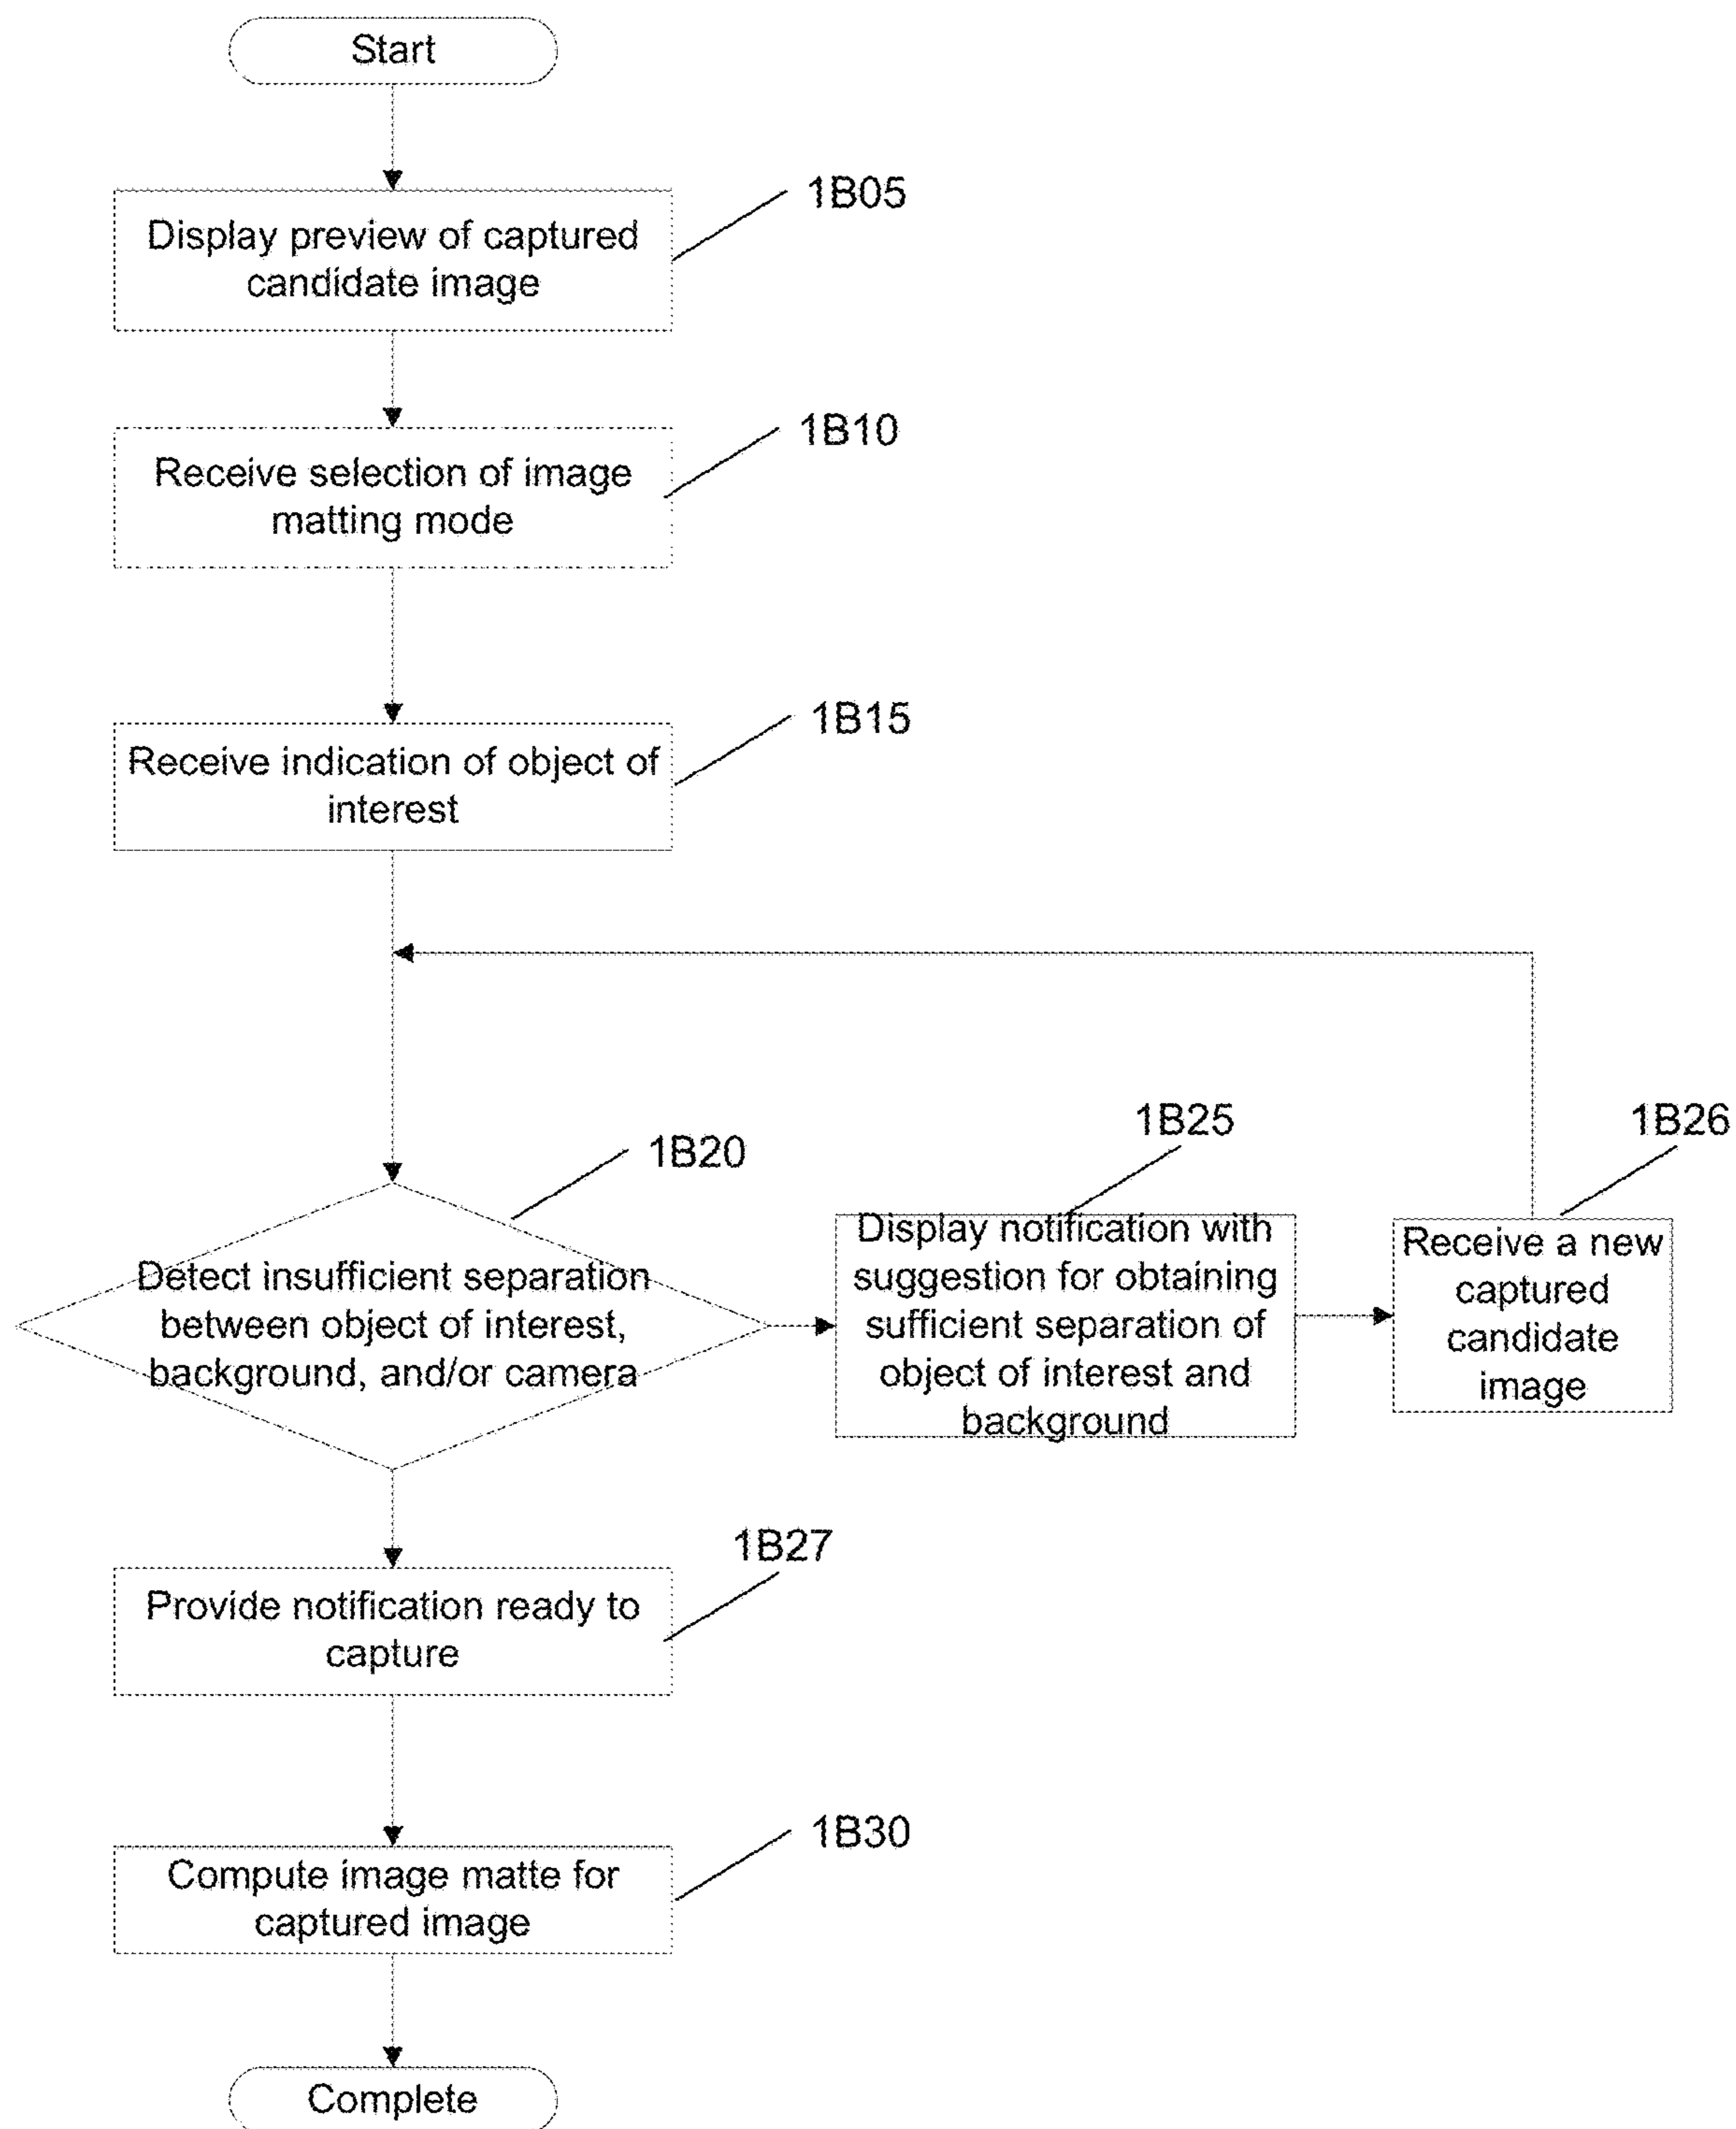 Start
1B05
Display preview of captured
candidate image
1B10
Receive selection of image
matting mode
1B15
Receive indication of object of
interest
1B20
Detect insufficient separation
between object of interest,
background, and/or camera
1B25
Display notification with
suggestion for obtaining
sufficient separation of
object of interest and
background
1B26
Receive a new
captured
candidate
image
1B27
Provide notification ready to
capture
1B30
Compute image matte for
captured image
Complete